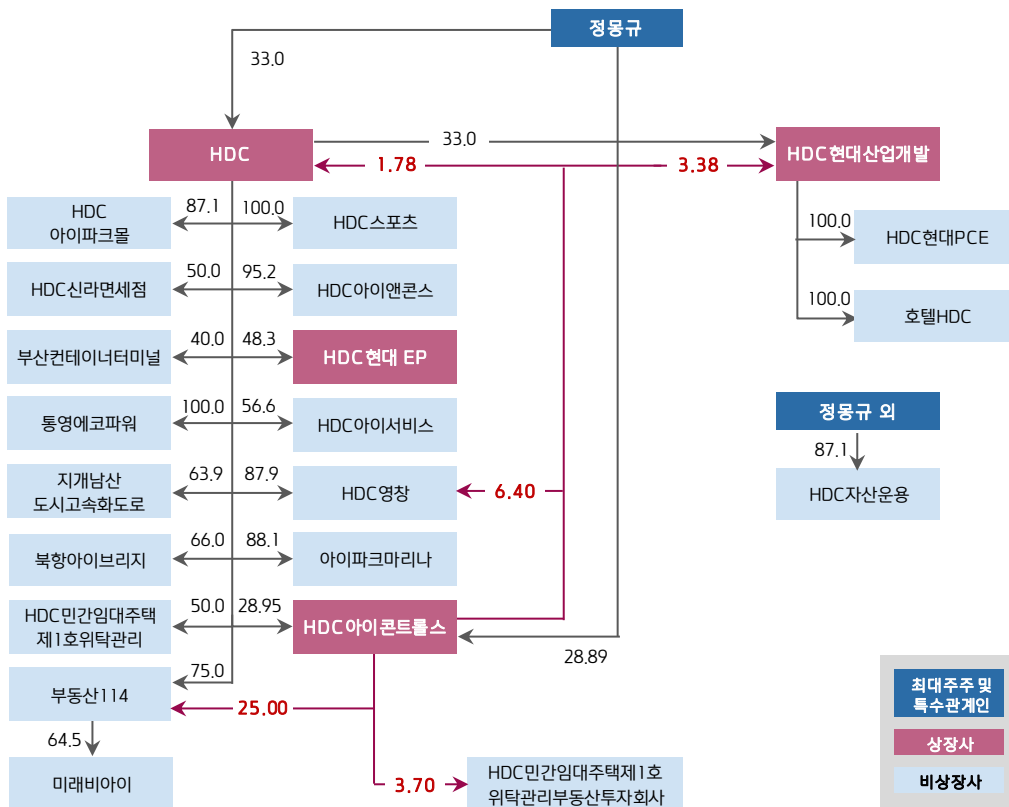 정몽규
33.0
33.0
HDC
HDC현대산업개발
1.78
3.38
HDC
아이파크몰
87.1
100.0
HDC스포츠
100.0
HDC현대PCE
HDC신라면세점
50.0
95.2
HDC아이앤콘스
100.0
호텔HDC
부산컨테이너터미널
40.0
48.3
HDC현대 EP
통영에코파워
100.0
56.6
HDC아이서비스
정몽규 외
87.1
HDC자산운용
지개남산
도시고속화도로
63.9
87.9
HDC영창
6.40
북항아이브리지
66.0
88.1
아이파크마리나
HDC민간임대주택
제1호위탁관리
50.0
28.95
HDC아이콘트롤스
28.89
75.0
부동산114
25.00
64.5
미래비아이
3.70
HDC민간임대주택제1호
위탁관리부동산투자회사
최대주주 및
특수관계인
상장사
비상장사